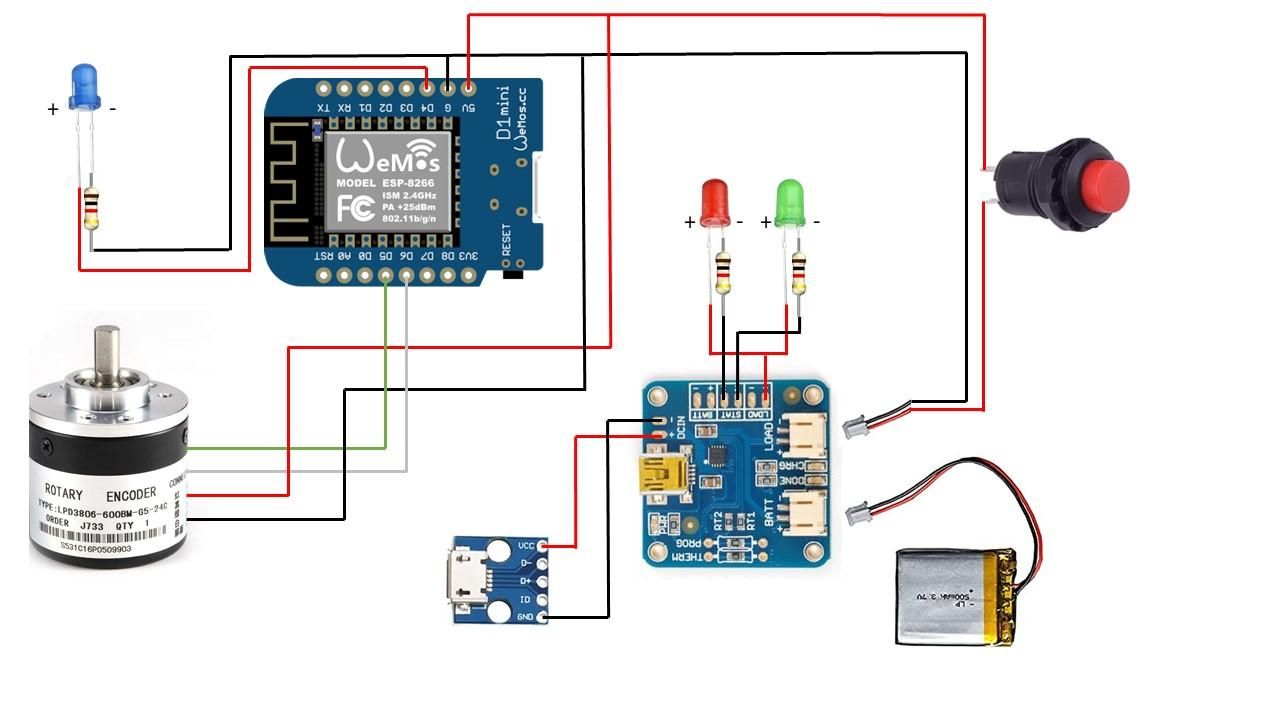 + -
TX RX D1 D2 D3 D4 G 5V
D1 mini
WeMos.cc
WeMos
MODEL ESP-8266
ISM 2.4GHz
PA +25dBm
802.11b/g/n
FC
RESET
RST A0 D0 D5 D6 D7 D8 3V3
+ - + -
ROTARY ENCODER
TYPE:LPD3806-600BM-G5-24C
ORDER J733 QTY 1
S531C16P0509903
- + - +
BATT STAT LOAD
- +
DCIN
LOAD
- +
CHRG
DONE
BATT
- +
PWR
RT2
RT1
PROG
THERM
VCC
D-
D+
ID
GND
- LP +
500mAh 3.7V